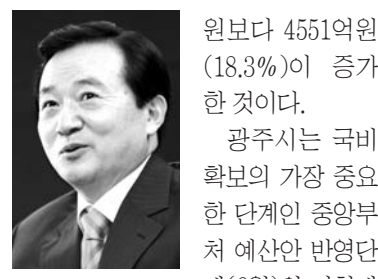 원보다 4551억원
(18.3%)이 증가
한 것이다.
광주시는 국비
확보의 가장 중요
한 단계인 중앙부
처 예산안 반영단